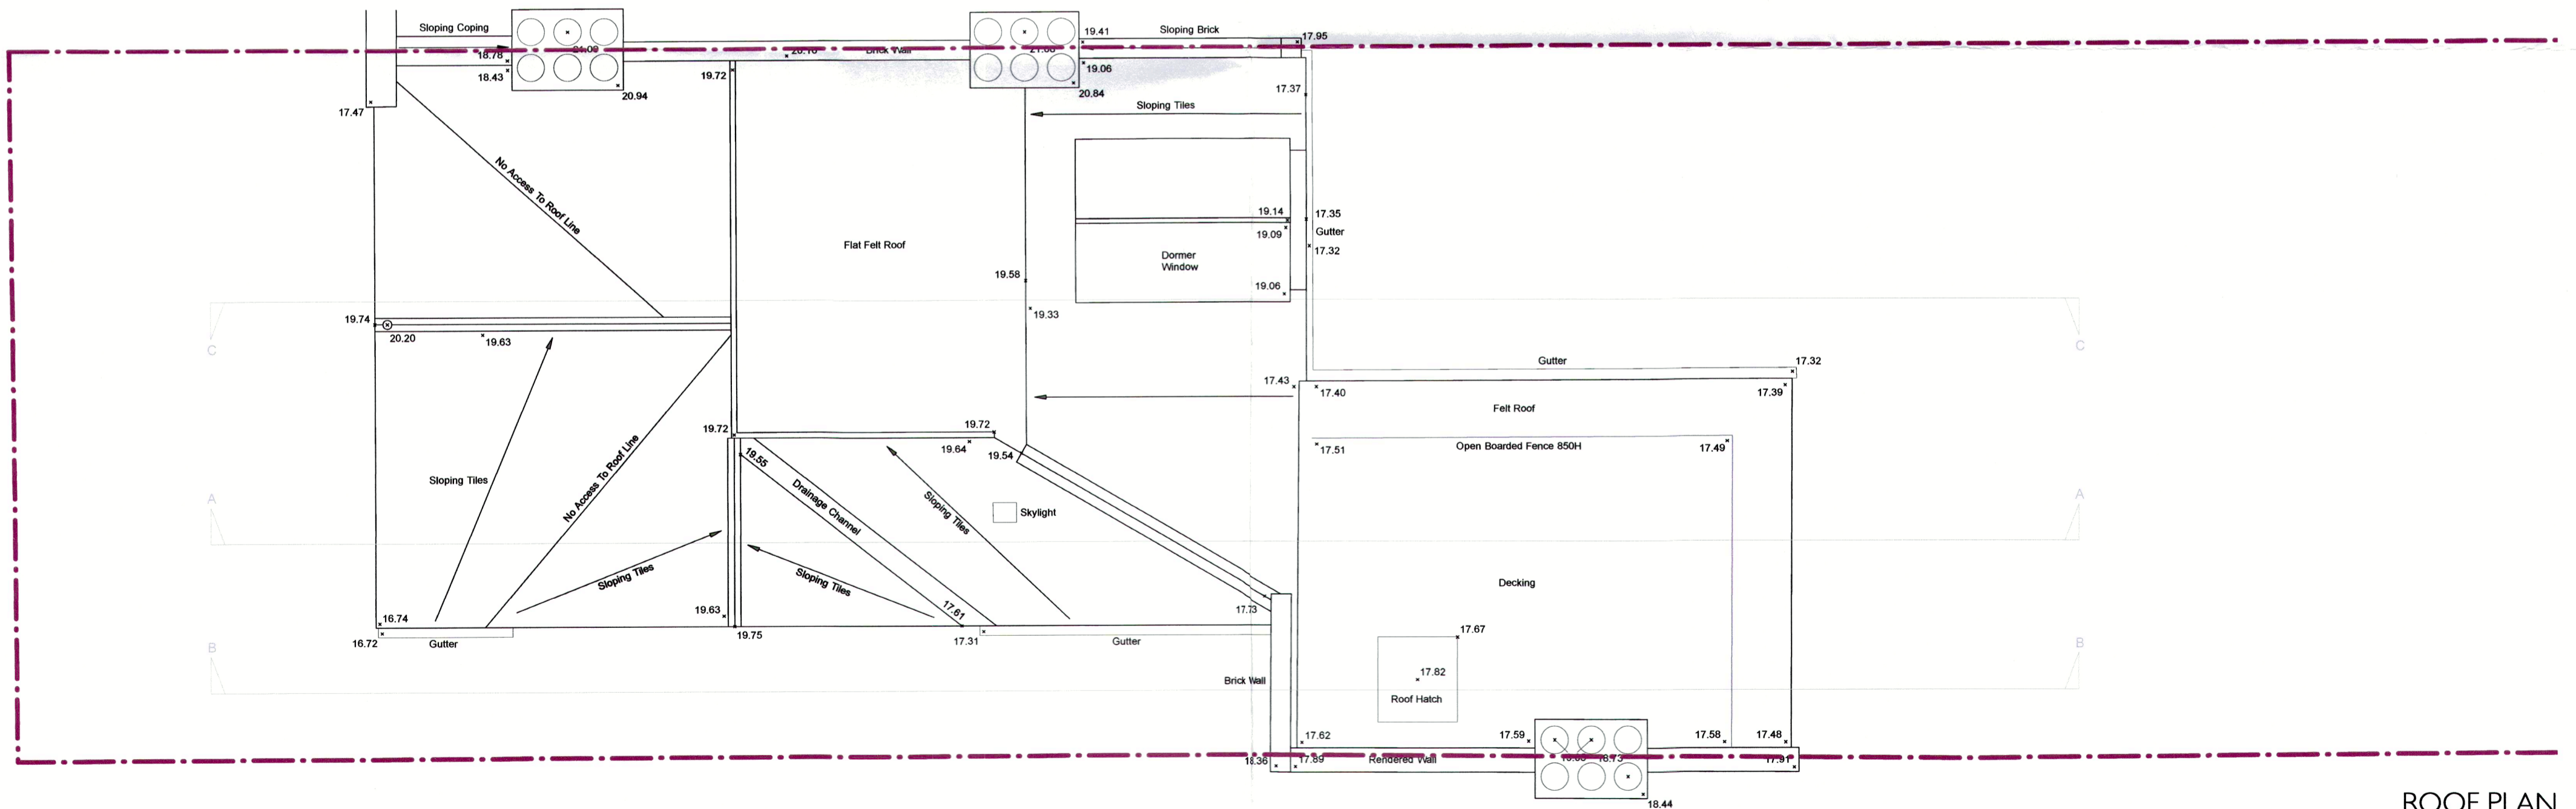 Sloping Coping
18.78
18.43
20.94
17.47
Brick Wall
19.72
19.41
Sloping Brick
17.95
19.06
20.84
17.37
Sloping Tiles
No Access To Roof Line
Flat Felt Roof
19.14
19.09
Dormer
Window
19.06
17.35
Gutter
17.32
19.58
19.33
19.74
20.20
19.63
C
C
Gutter
17.32
17.43
17.40
17.39
Felt Roof
19.72
19.72
19.64
19.54
17.51
Open Boarded Fence 850H
17.49
19.55
Sloping Tiles
No Access To Roof Line
Drainage Channel
Sloping Tiles
Skylight
A
A
Sloping Tiles
Sloping Tiles
Decking
16.74
16.72
Gutter
19.63
19.75
17.61
17.31
Gutter
17.73
B
B
17.67
17.82
Roof Hatch
Brick Wall
17.62
17.59
17.58
17.48
18.36
17.89
Rendered Wall
18.73
17.91
18.44
ROOF PLAN